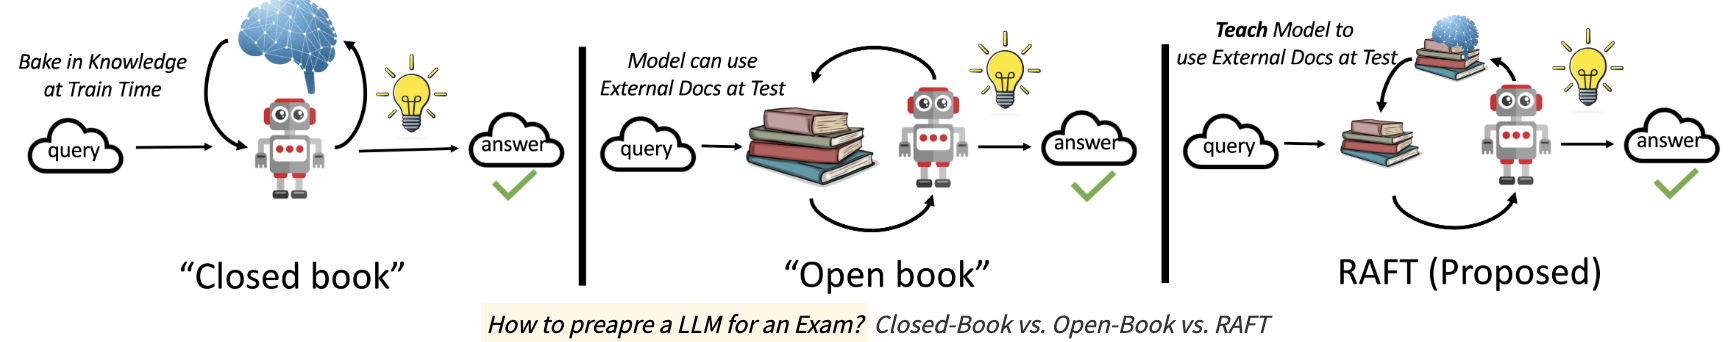 Bake in Knowledge
at Train Time
query
answer
"Closed book"
Model can use
External Docs at Test
query
answer
"Open book"
Teach Model to
use External Docs at Test
query
answer
RAFT (Proposed)
How to preapre a LLM for an Exam? Closed-Book vs. Open-Book vs. RAFT